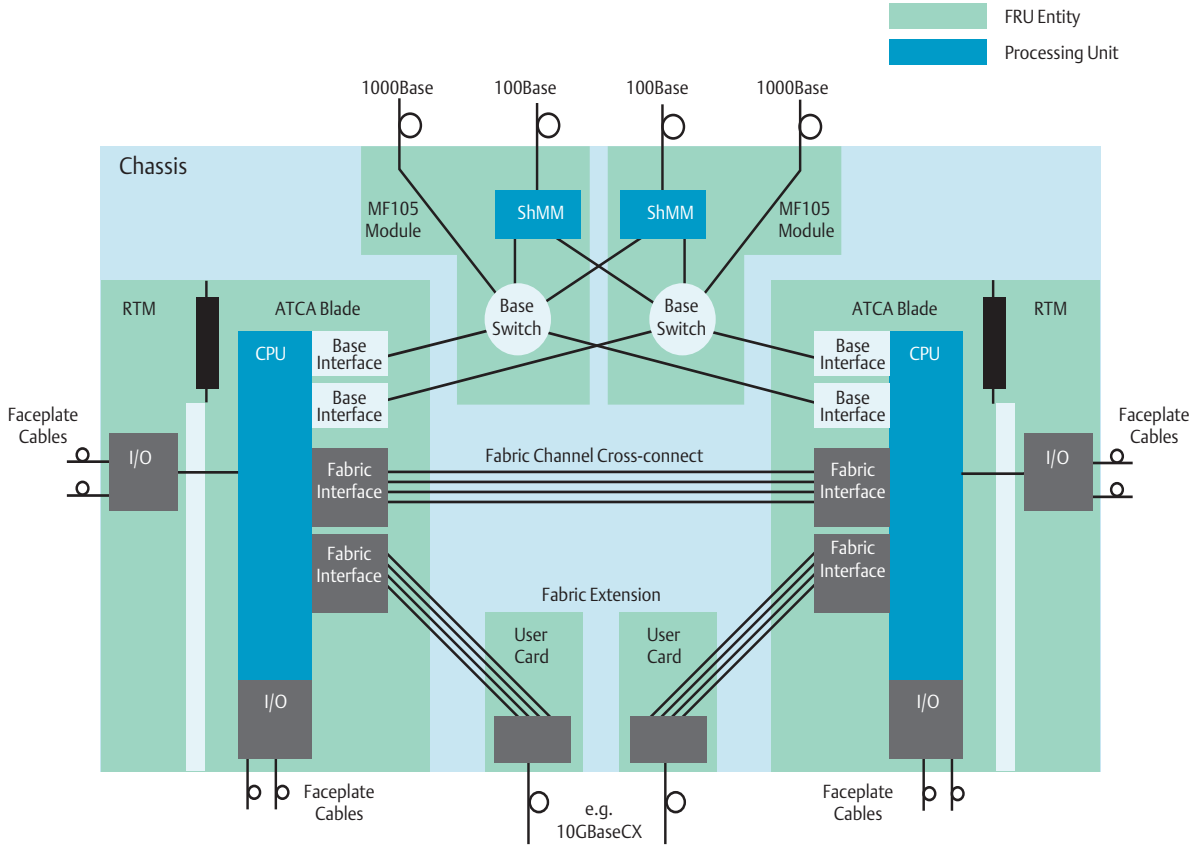 FRU Entity
Processing Unit
1000Base
100Base
100Base
1000Base
Chassis
MF105
Module
ShMM
ShMM
MF105
Module
RTM
ATCA Blade
Base
Switch
Base
Switch
ATCA Blade
RTM
CPU
Base
Interface
Base
Interface
CPU
Base
Interface
Base
Interface
Faceplate
Cables
I/O
Fabric
Interface
Fabric Channel Cross-connect
Fabric
Interface
I/O
Faceplate
Cables
Fabric
Interface
Fabric
Interface
Fabric Extension
User
Card
User
Card
I/O
I/O
Faceplate
Cables
e.g.
10GBaseCX
Faceplate
Cables